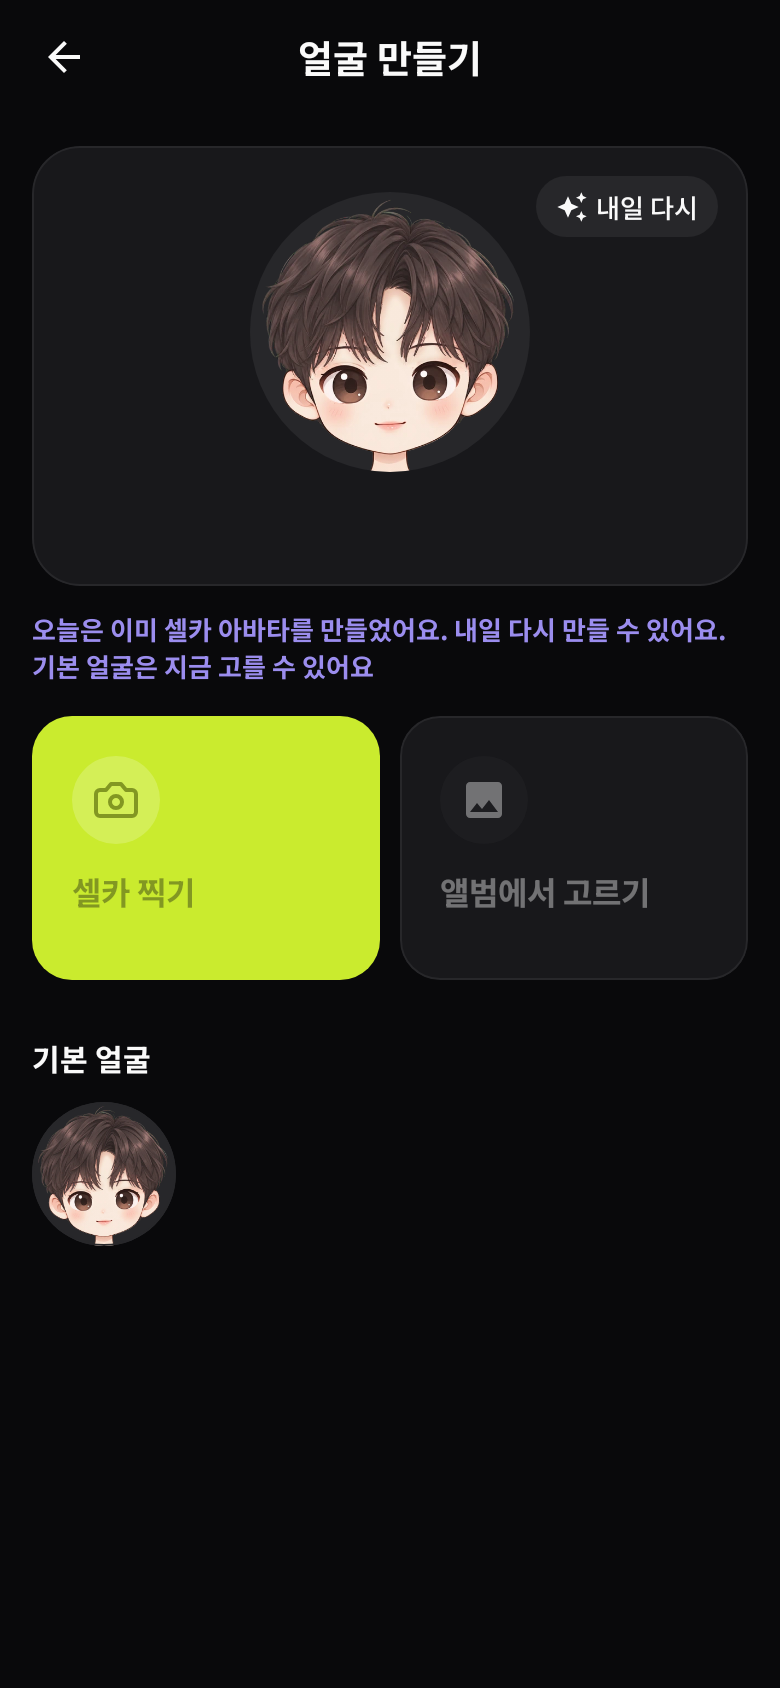 얼굴 만들기
내일 다시
오늘은 이미 셀카 아바타를 만들었어요. 내일 다시 만들 수 있어요.
기본 얼굴은 지금 고를 수 있어요
셀카 찍기
앨범에서 고르기
기본 얼굴